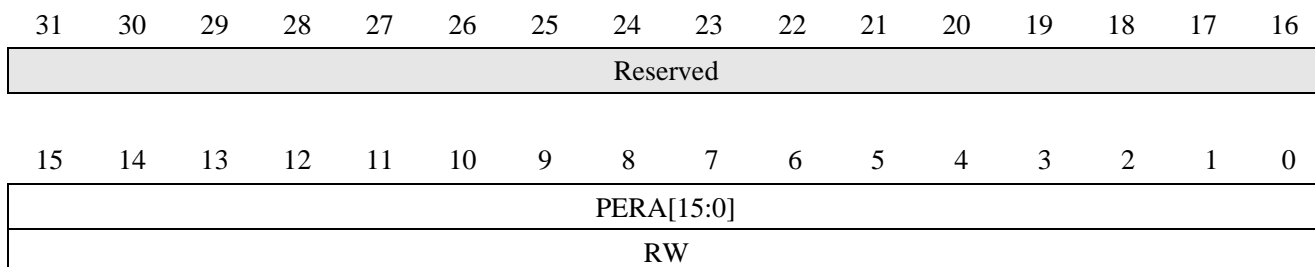 31 30 29 28 27 26 25 24 23 22 21 20 19 18 17 16
Reserved
15 14 13 12 11 10 9 8 7 6 5 4 3 2 1 0
PERA[15:0]
RW